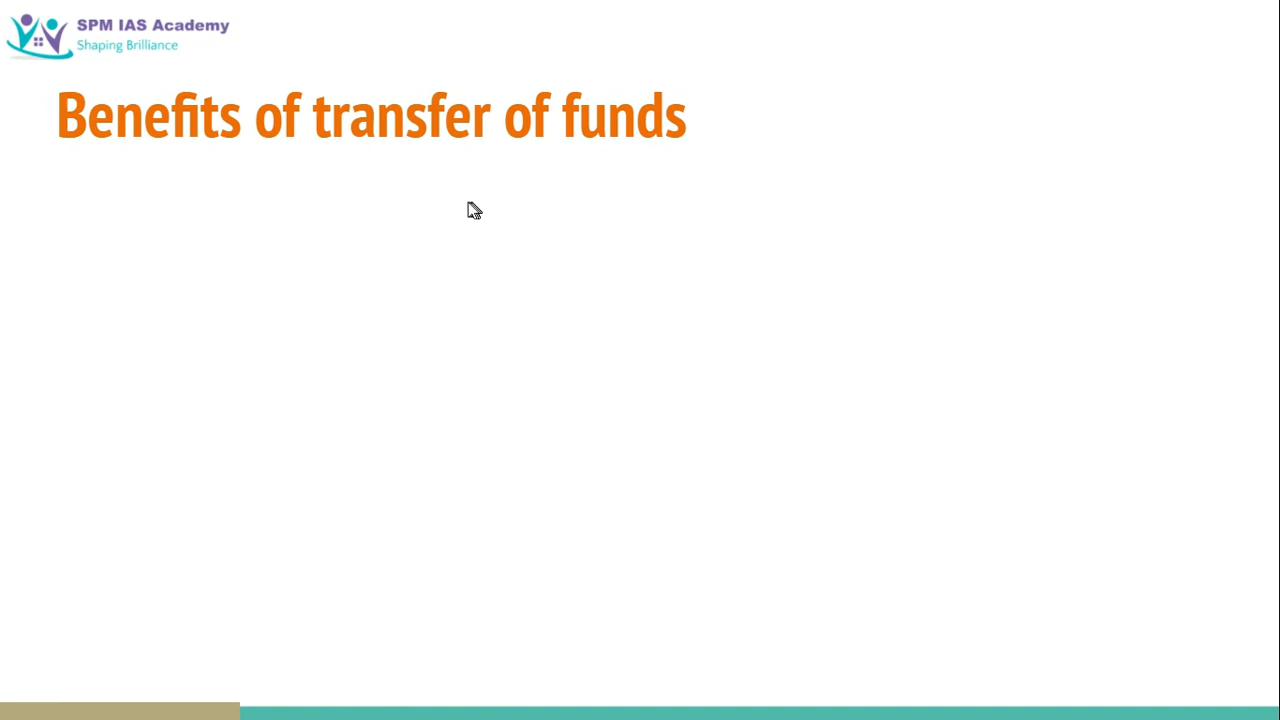 SPM IAS Academy
Shaping Brilliance
Benefits of transfer of funds